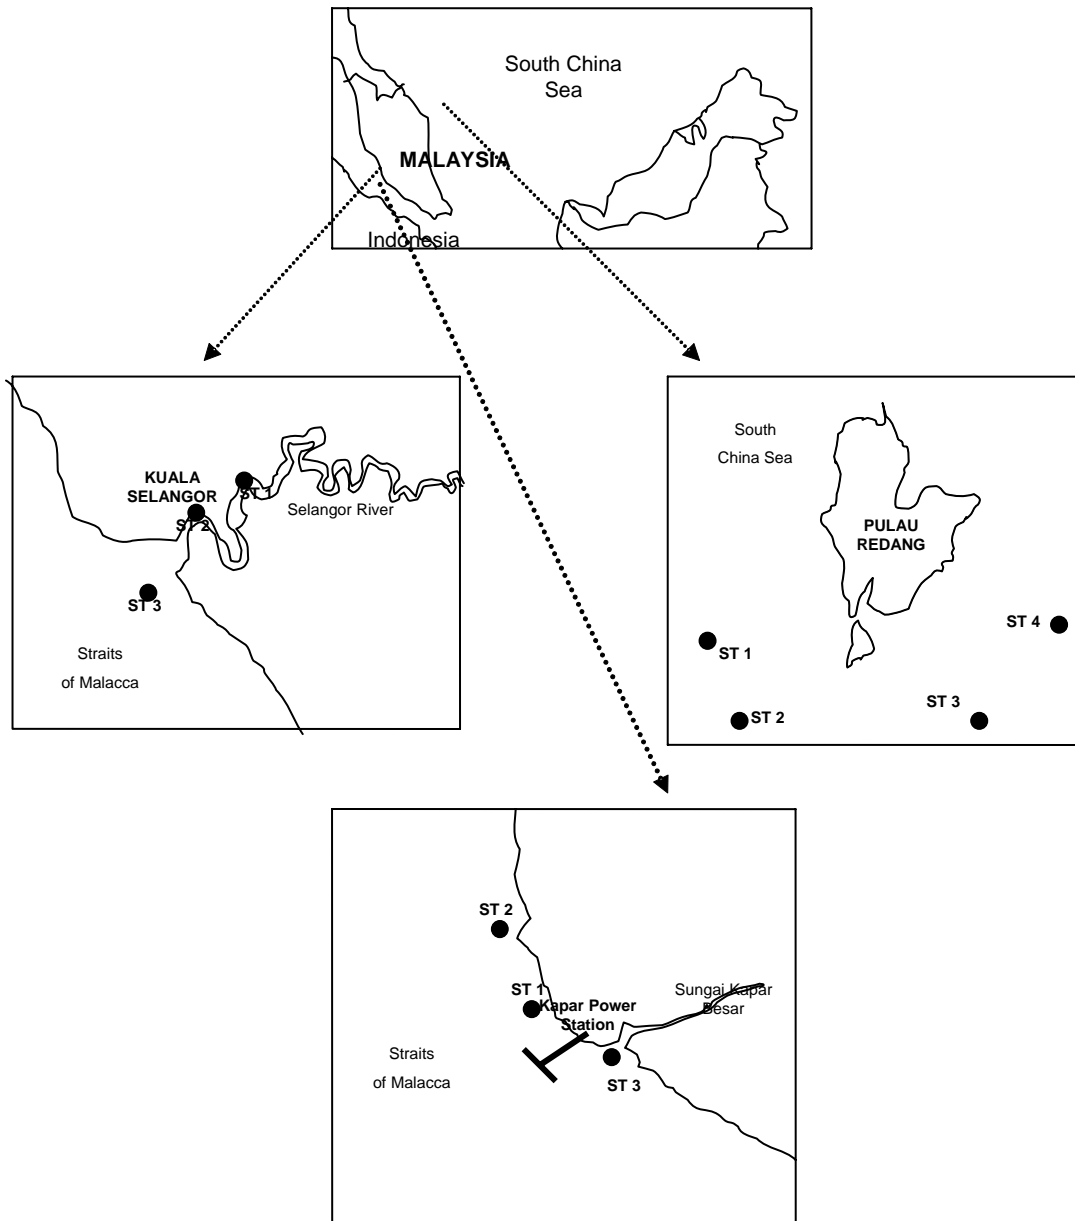 South China
Sea
MALAYSIA
Indonesia
KUALA
SELANGOR
ST 1
ST 2
Selangor River
ST 3
Straits
of Malacca
South
China Sea
PULAU
REDANG
ST 4
ST 1
ST 2
ST 3
ST 2
ST 1
Kapar Power
Station
Sungai Kapar
Besar
Straits
of Malacca
ST 3